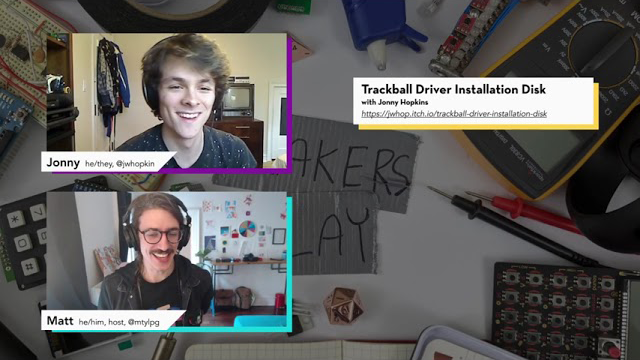 Trackball Driver Installation Disk
with Jonny Hopkins
https://jwhop.itch.io/trackball-driver-installation-disk
AKERS
LAY
Jonny he/they, @jwhopkin
Matt he/him, host, @mtylpg